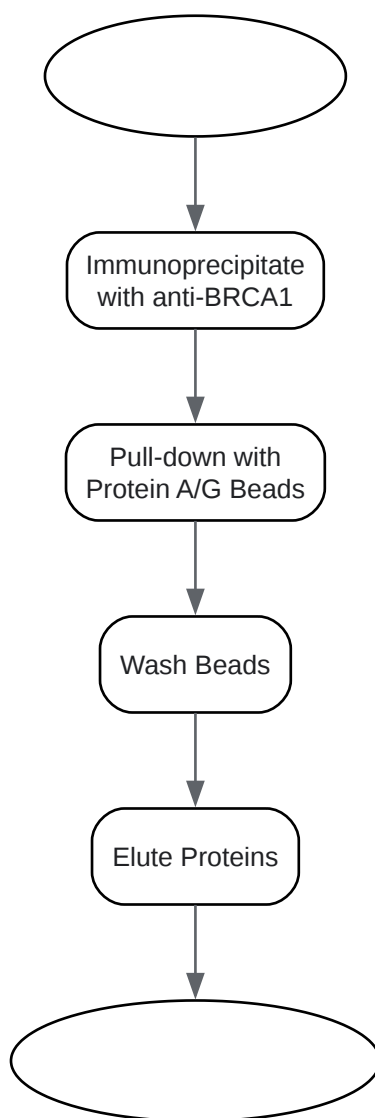 Immunoprecipitate
with anti-BRCA1
Pull-down with
Protein A/G Beads
Wash Beads
Elute Proteins